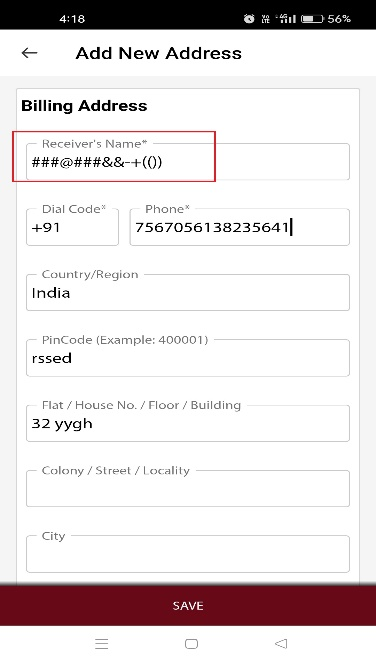 4:18
56%
Add New Address
Billing Address
Receiver's Name*
###@###&&-+(())
Dial Code* Phone*
+91 7567056138235641
Country/Region
India
PinCode (Example: 400001)
rssed
Flat / House No. / Floor / Building
32 yygh
Colony / Street / Locality
City
SAVE